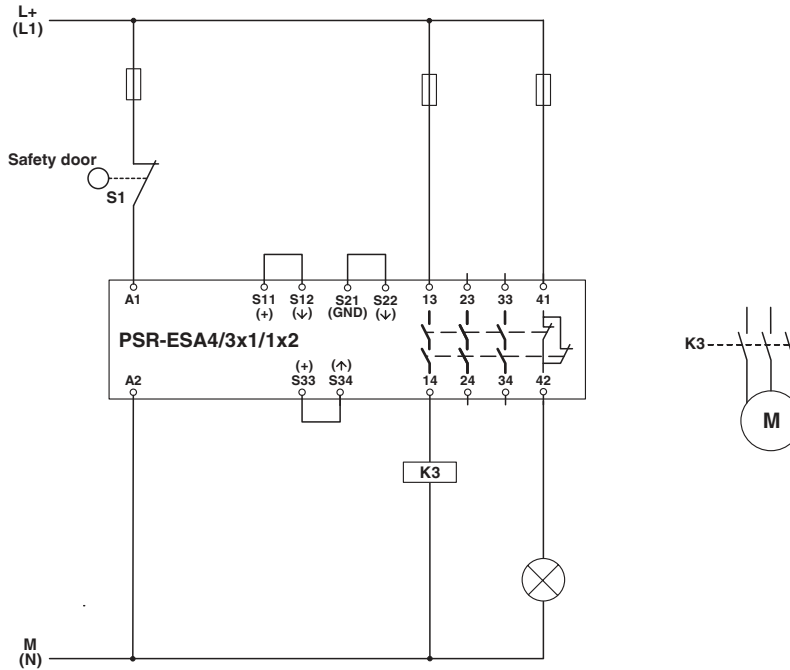 L+
(L1)
Safety door
S1
A1
S11
(+)
S12
(↓)
S21
(GND)
S22
(↓)
13
23
33
41
PSR-ESA4/3x1/1x2
A2
(+)
S33
(↑)
S34
14
24
34
42
K3
K3
M
M
(N)